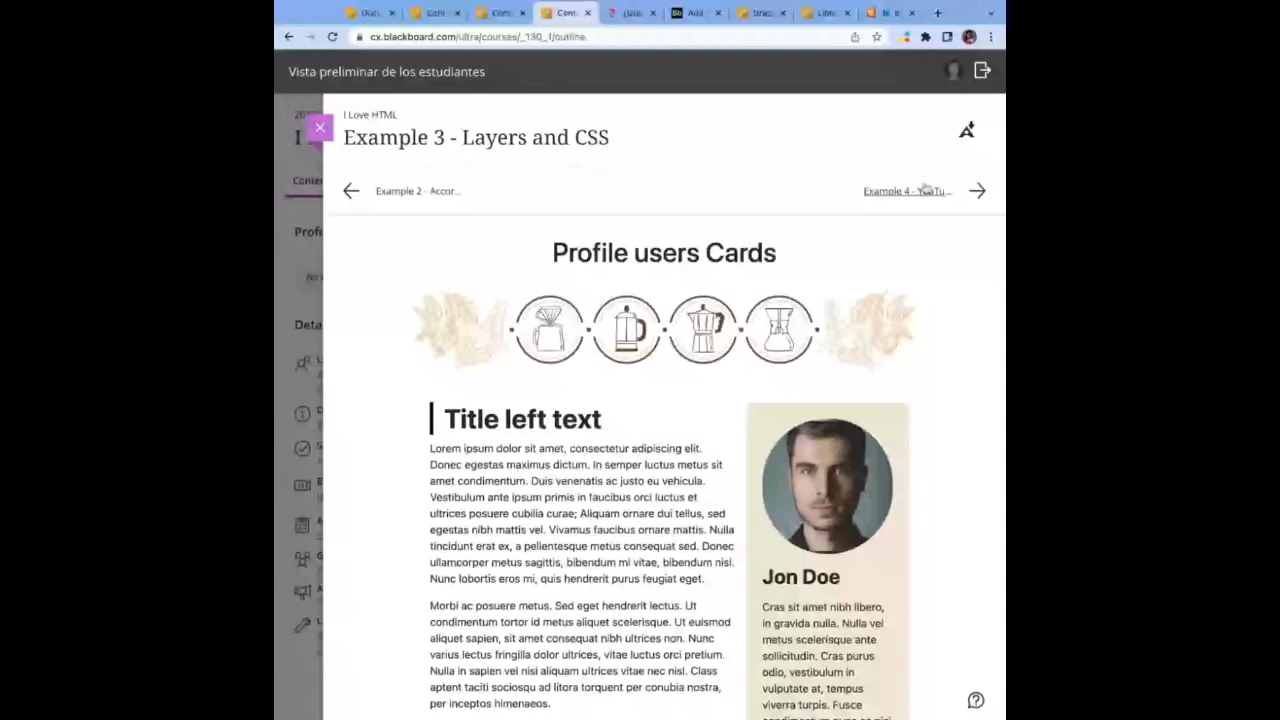 cx.blackboard.com/ultra/courses/_130_1/outline
Vista preliminar de los estudiantes
I Love HTML
Example 3 - Layers and CSS
Example 2 - Accor...
Example 4 - YouTu...
Profile users Cards
Title left text
Lorem ipsum dolor sit amet, consectetur adipiscing elit.
Donec egestas maximus dictum. In semper luctus metus sit
amet condimentum. Duis venenatis ac justo eu vehicula.
Vestibulum ante ipsum primis in faucibus orci luctus et
ultrices posuere cubilia curae; Aliquam ornare dui tellus, sed
egestas nibh mattis vel. Vivamus faucibus ornare mattis. Nulla
tincidunt erat ex, a pellentesque metus consequat sed. Donec
ullamcorper metus sagittis, bibendum mi vitae, bibendum nisi.
Nunc lobortis eros mi, quis hendrerit purus feugiat eget.
Morbi ac posuere metus. Sed eget hendrerit lectus. Ut
condimentum tortor id metus aliquet scelerisque. Ut euismod
aliquet sapien, sit amet consequat nibh ultrices non. Nunc
varius lectus fringilla dolor ultrices, vitae luctus orci pretium.
Nulla in sapien vel nisi aliquam ultrices vitae nec nisl. Class
aptent taciti sociosqu ad litora torquent per conubia nostra,
per inceptos himenaeos.
Jon Doe
Cras sit amet nibh libero,
in gravida nulla. Nulla vel
metus scelerisque ante
sollicitudin. Cras purus
odio, vestibulum in
vulputate at, tempus
viverra turpis. Fusce